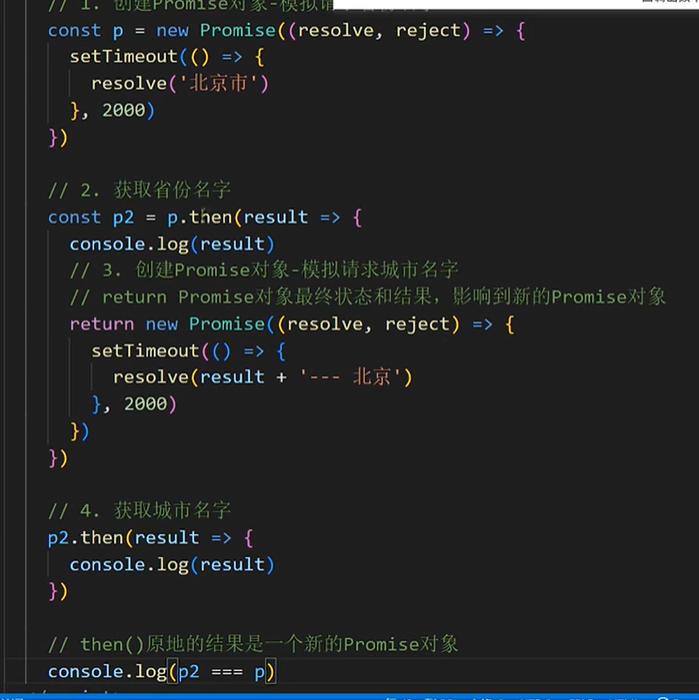 // 1. 创建Promise对象-模拟请
const p = new Promise((resolve, reject) => {
setTimeout(() => {
resolve('北京市')
}, 2000)
})
// 2. 获取省份名字
const p2 = p.then(result => {
console.log(result)
// 3. 创建Promise对象-模拟请求城市名字
// return Promise对象最终状态和结果，影响到新的Promise对象
return new Promise((resolve, reject) => {
setTimeout(() => {
resolve(result + '--- 北京')
}, 2000)
})
})
// 4. 获取城市名字
p2.then(result => {
console.log(result)
})
// then()原地的结果是一个新的Promise对象
console.log(p2 === p)